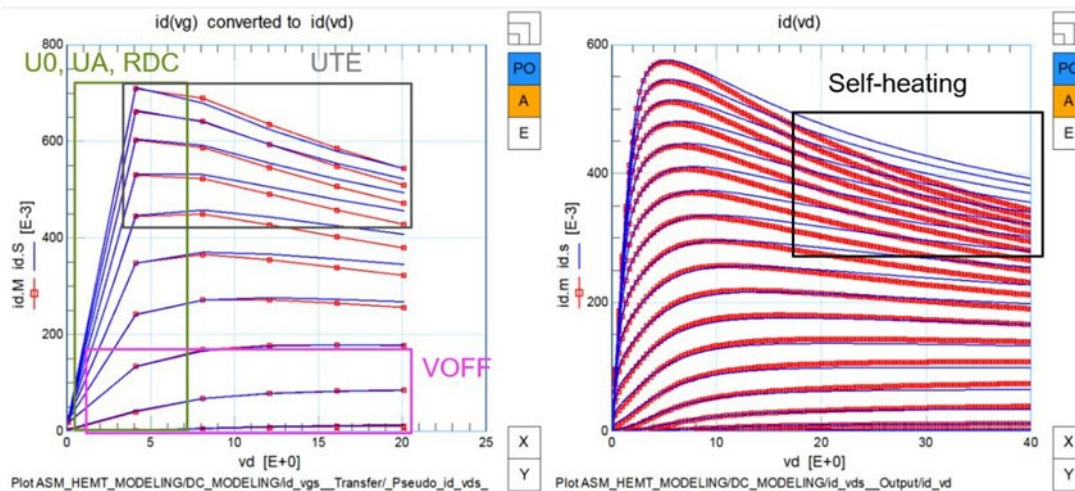 id(vg) converted to id(vd)
800
600
400
200
0
id.M id.S [E-3]
U0, UA, RDC
UTE
VOFF
0 5 10 15 20 25
vd [E+0]
Plot ASM_HEMT_MODELING/DC_MODELING/id_vgs__Transfer/_Pseudo_id_vds_
PO
A
E
X
Y
id(vd)
600
400
200
0
id.m id.s [E-3]
Self-heating
0 10 20 30 40
vd [E+0]
Plot ASM_HEMT_MODELING/DC_MODELING/id_vds__Output/id_vd
PO
A
E
X
Y